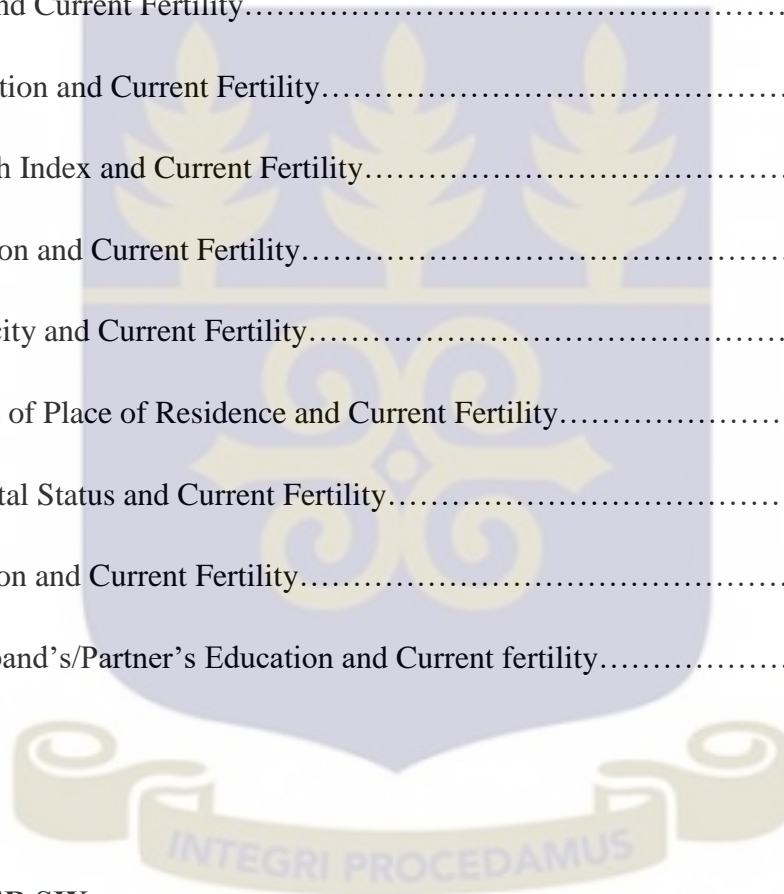 nd Current Fertility……………………………………………………
tion and Current Fertility……………………………………………
h Index and Current Fertility………………………………………
on and Current Fertility………………………………………………
city and Current Fertility……………………………………………
of Place of Residence and Current Fertility……………………
tal Status and Current Fertility……………………………………
on and Current Fertility………………………………………………
band's/Partner's Education and Current fertility………………
INTEGRI PROCEDAMUS